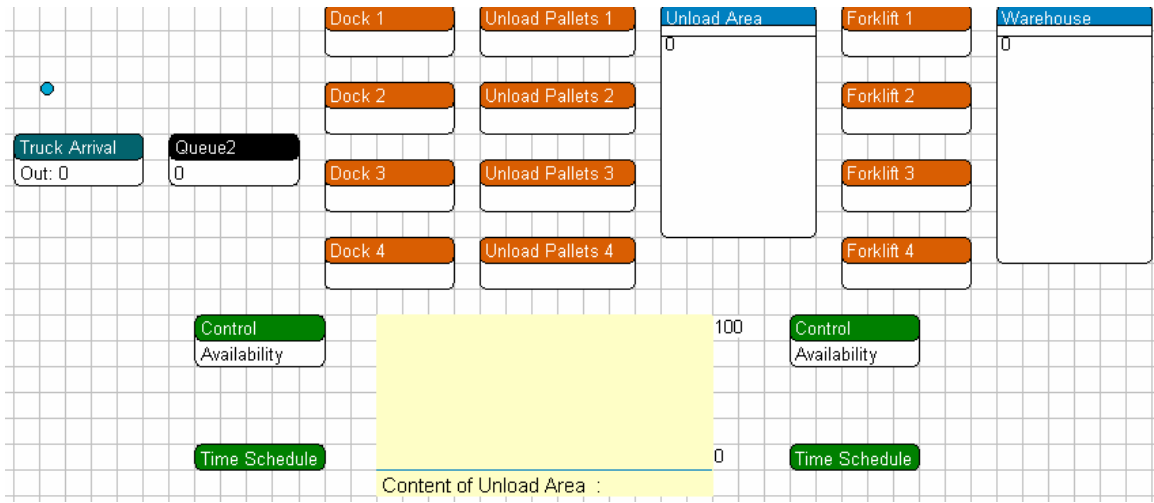 Dock 1
Unload Pallets 1
Unload Area
Forklift 1
Warehouse
0
0
Dock 2
Unload Pallets 2
Forklift 2
Truck Arrival
Queue2
Out: 0
0
Dock 3
Unload Pallets 3
Forklift 3
Dock 4
Unload Pallets 4
Forklift 4
Control
100
Control
Availability
Availability
Time Schedule
0
Time Schedule
Content of Unload Area :